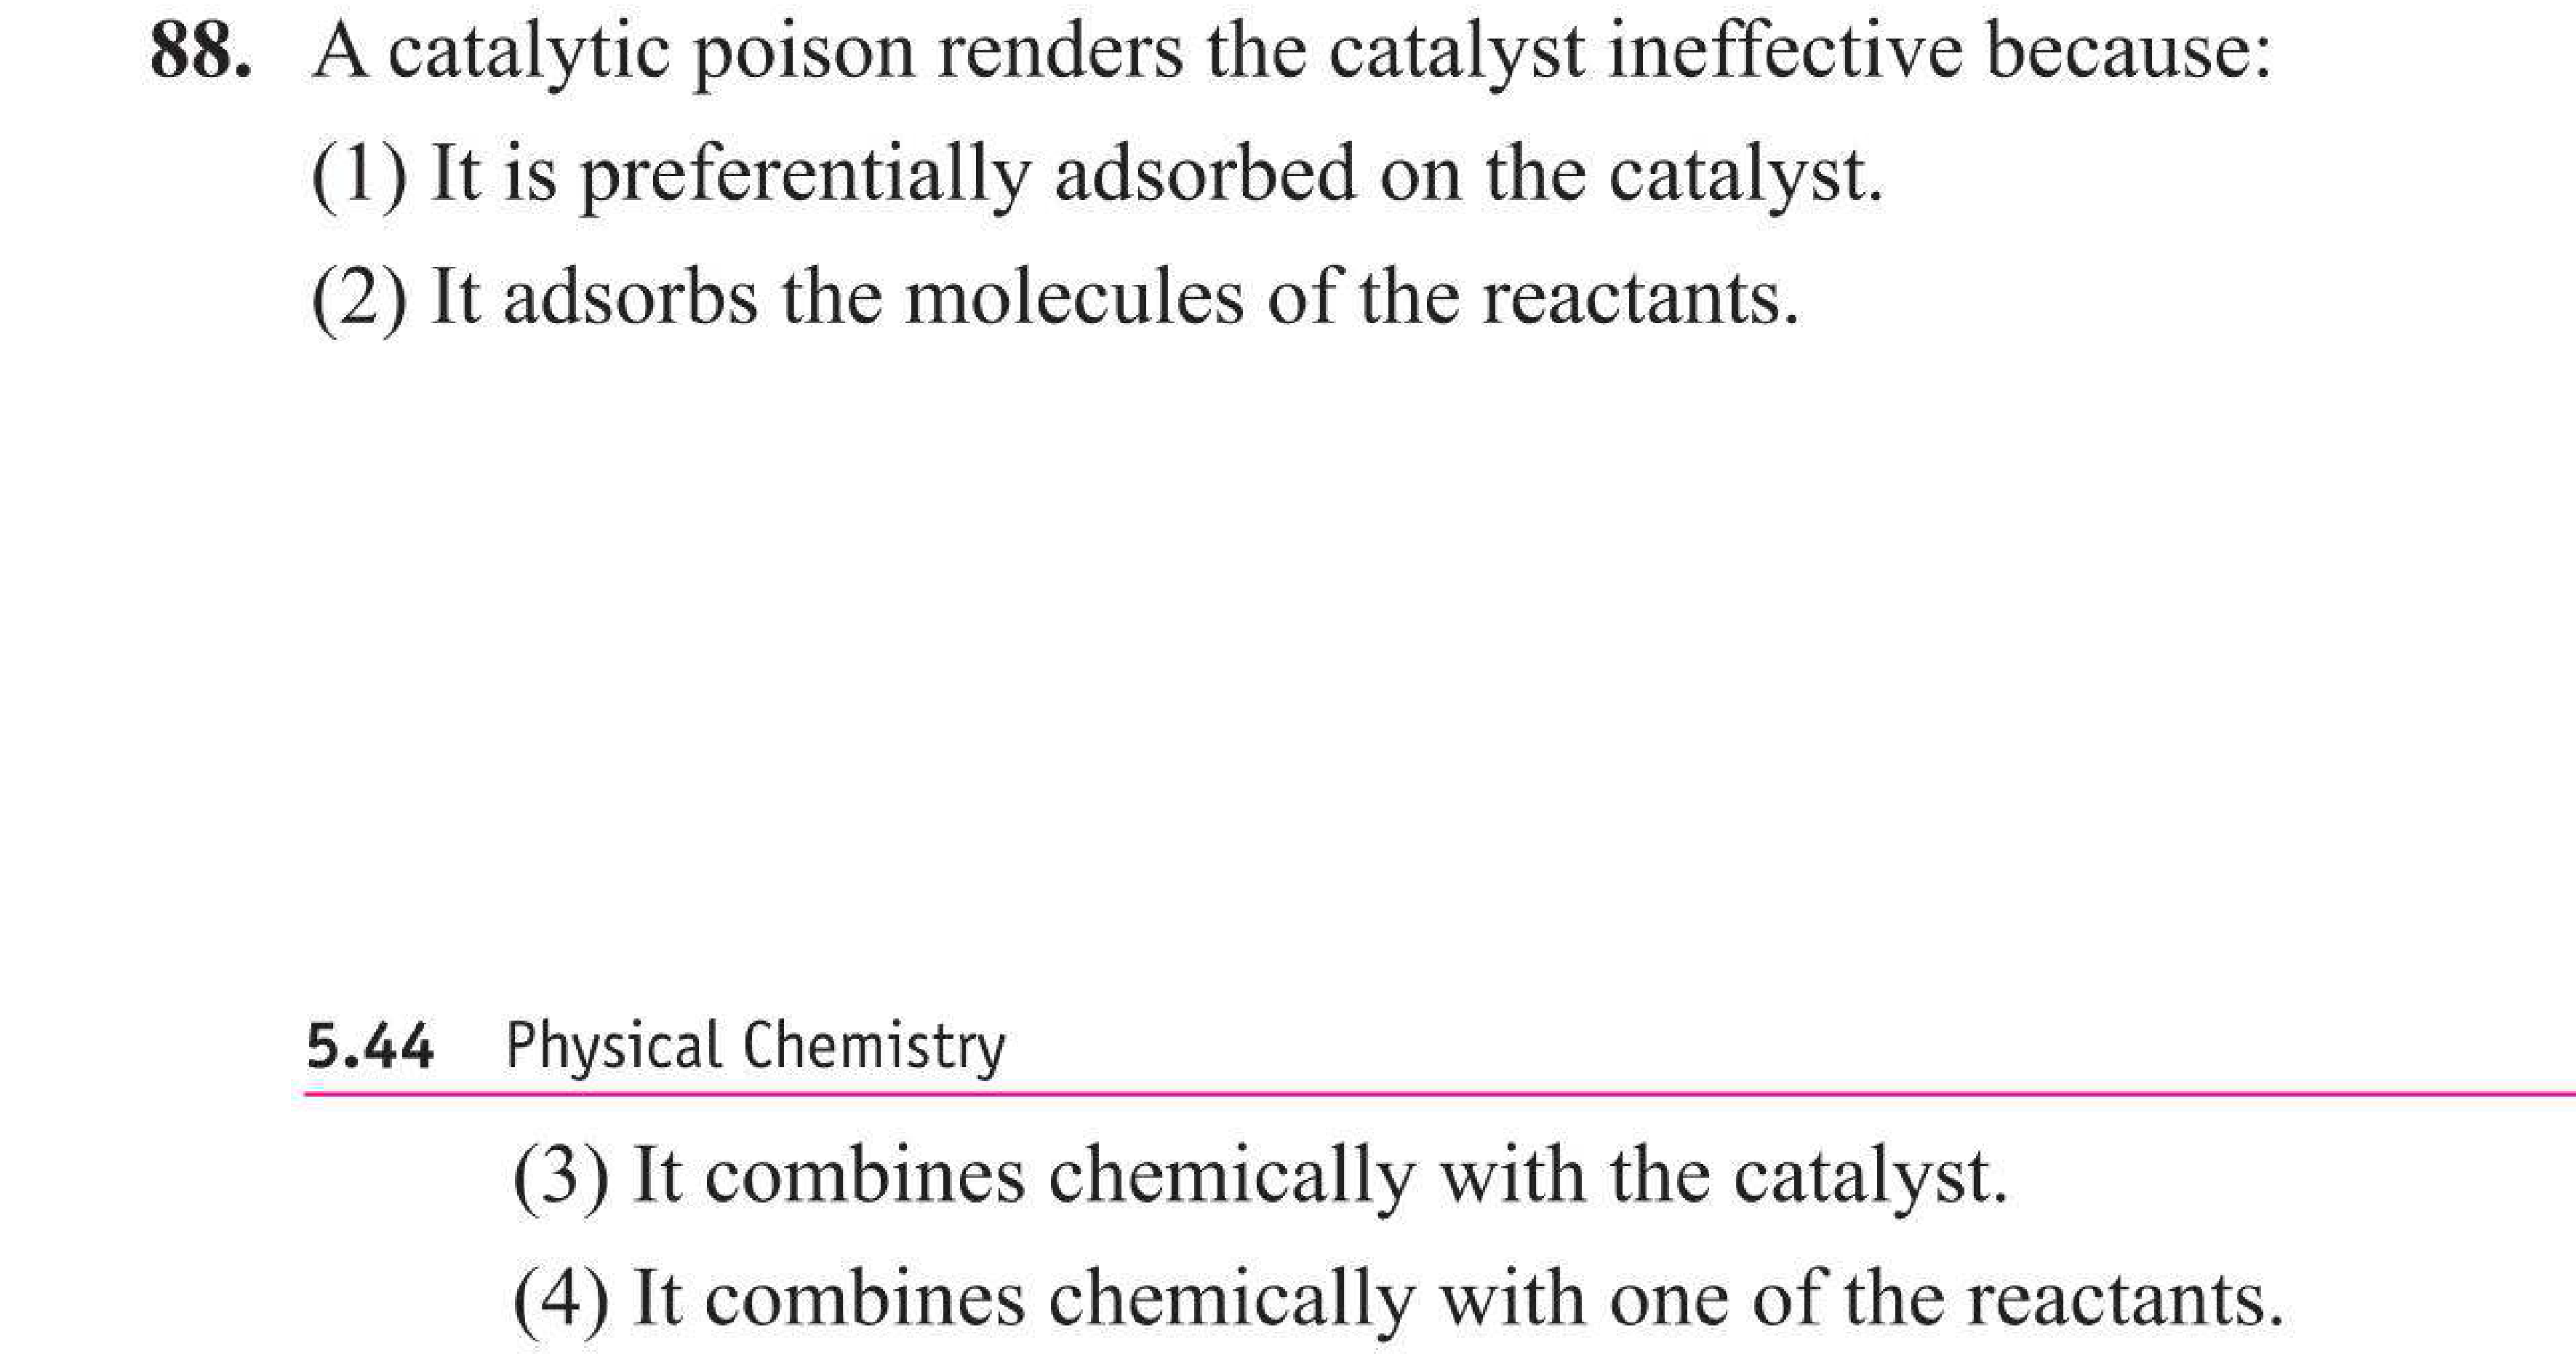 88. A catalytic poison renders the catalyst ineffective because:
(1) It is preferentially adsorbed on the catalyst.
(2) It adsorbs the molecules of the reactants.
5.44 Physical Chemistry
(3) It combines chemically with the catalyst.
(4) It combines chemically with one of the reactants.